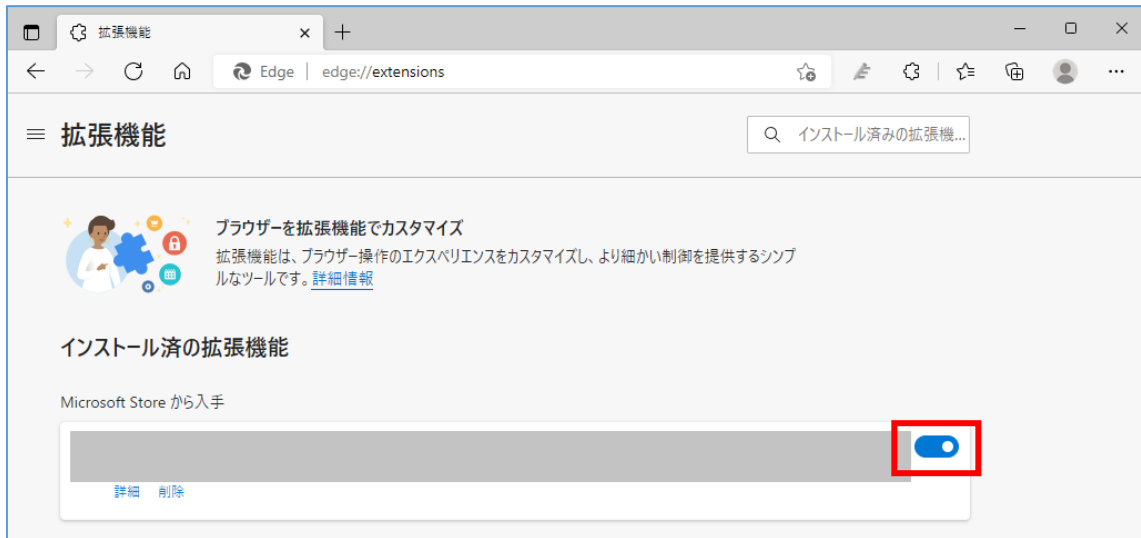 拡張機能
Edge edge://extensions
拡張機能
インストール済みの拡張機...
ブラウザーを拡張機能でカスタマイズ
拡張機能は、ブラウザー操作のエクスペリエンスをカスタマイズし、より細かい制御を提供するシンプ
ルなツールです。詳細情報
インストール済の拡張機能
Microsoft Store から入手
詳細 削除